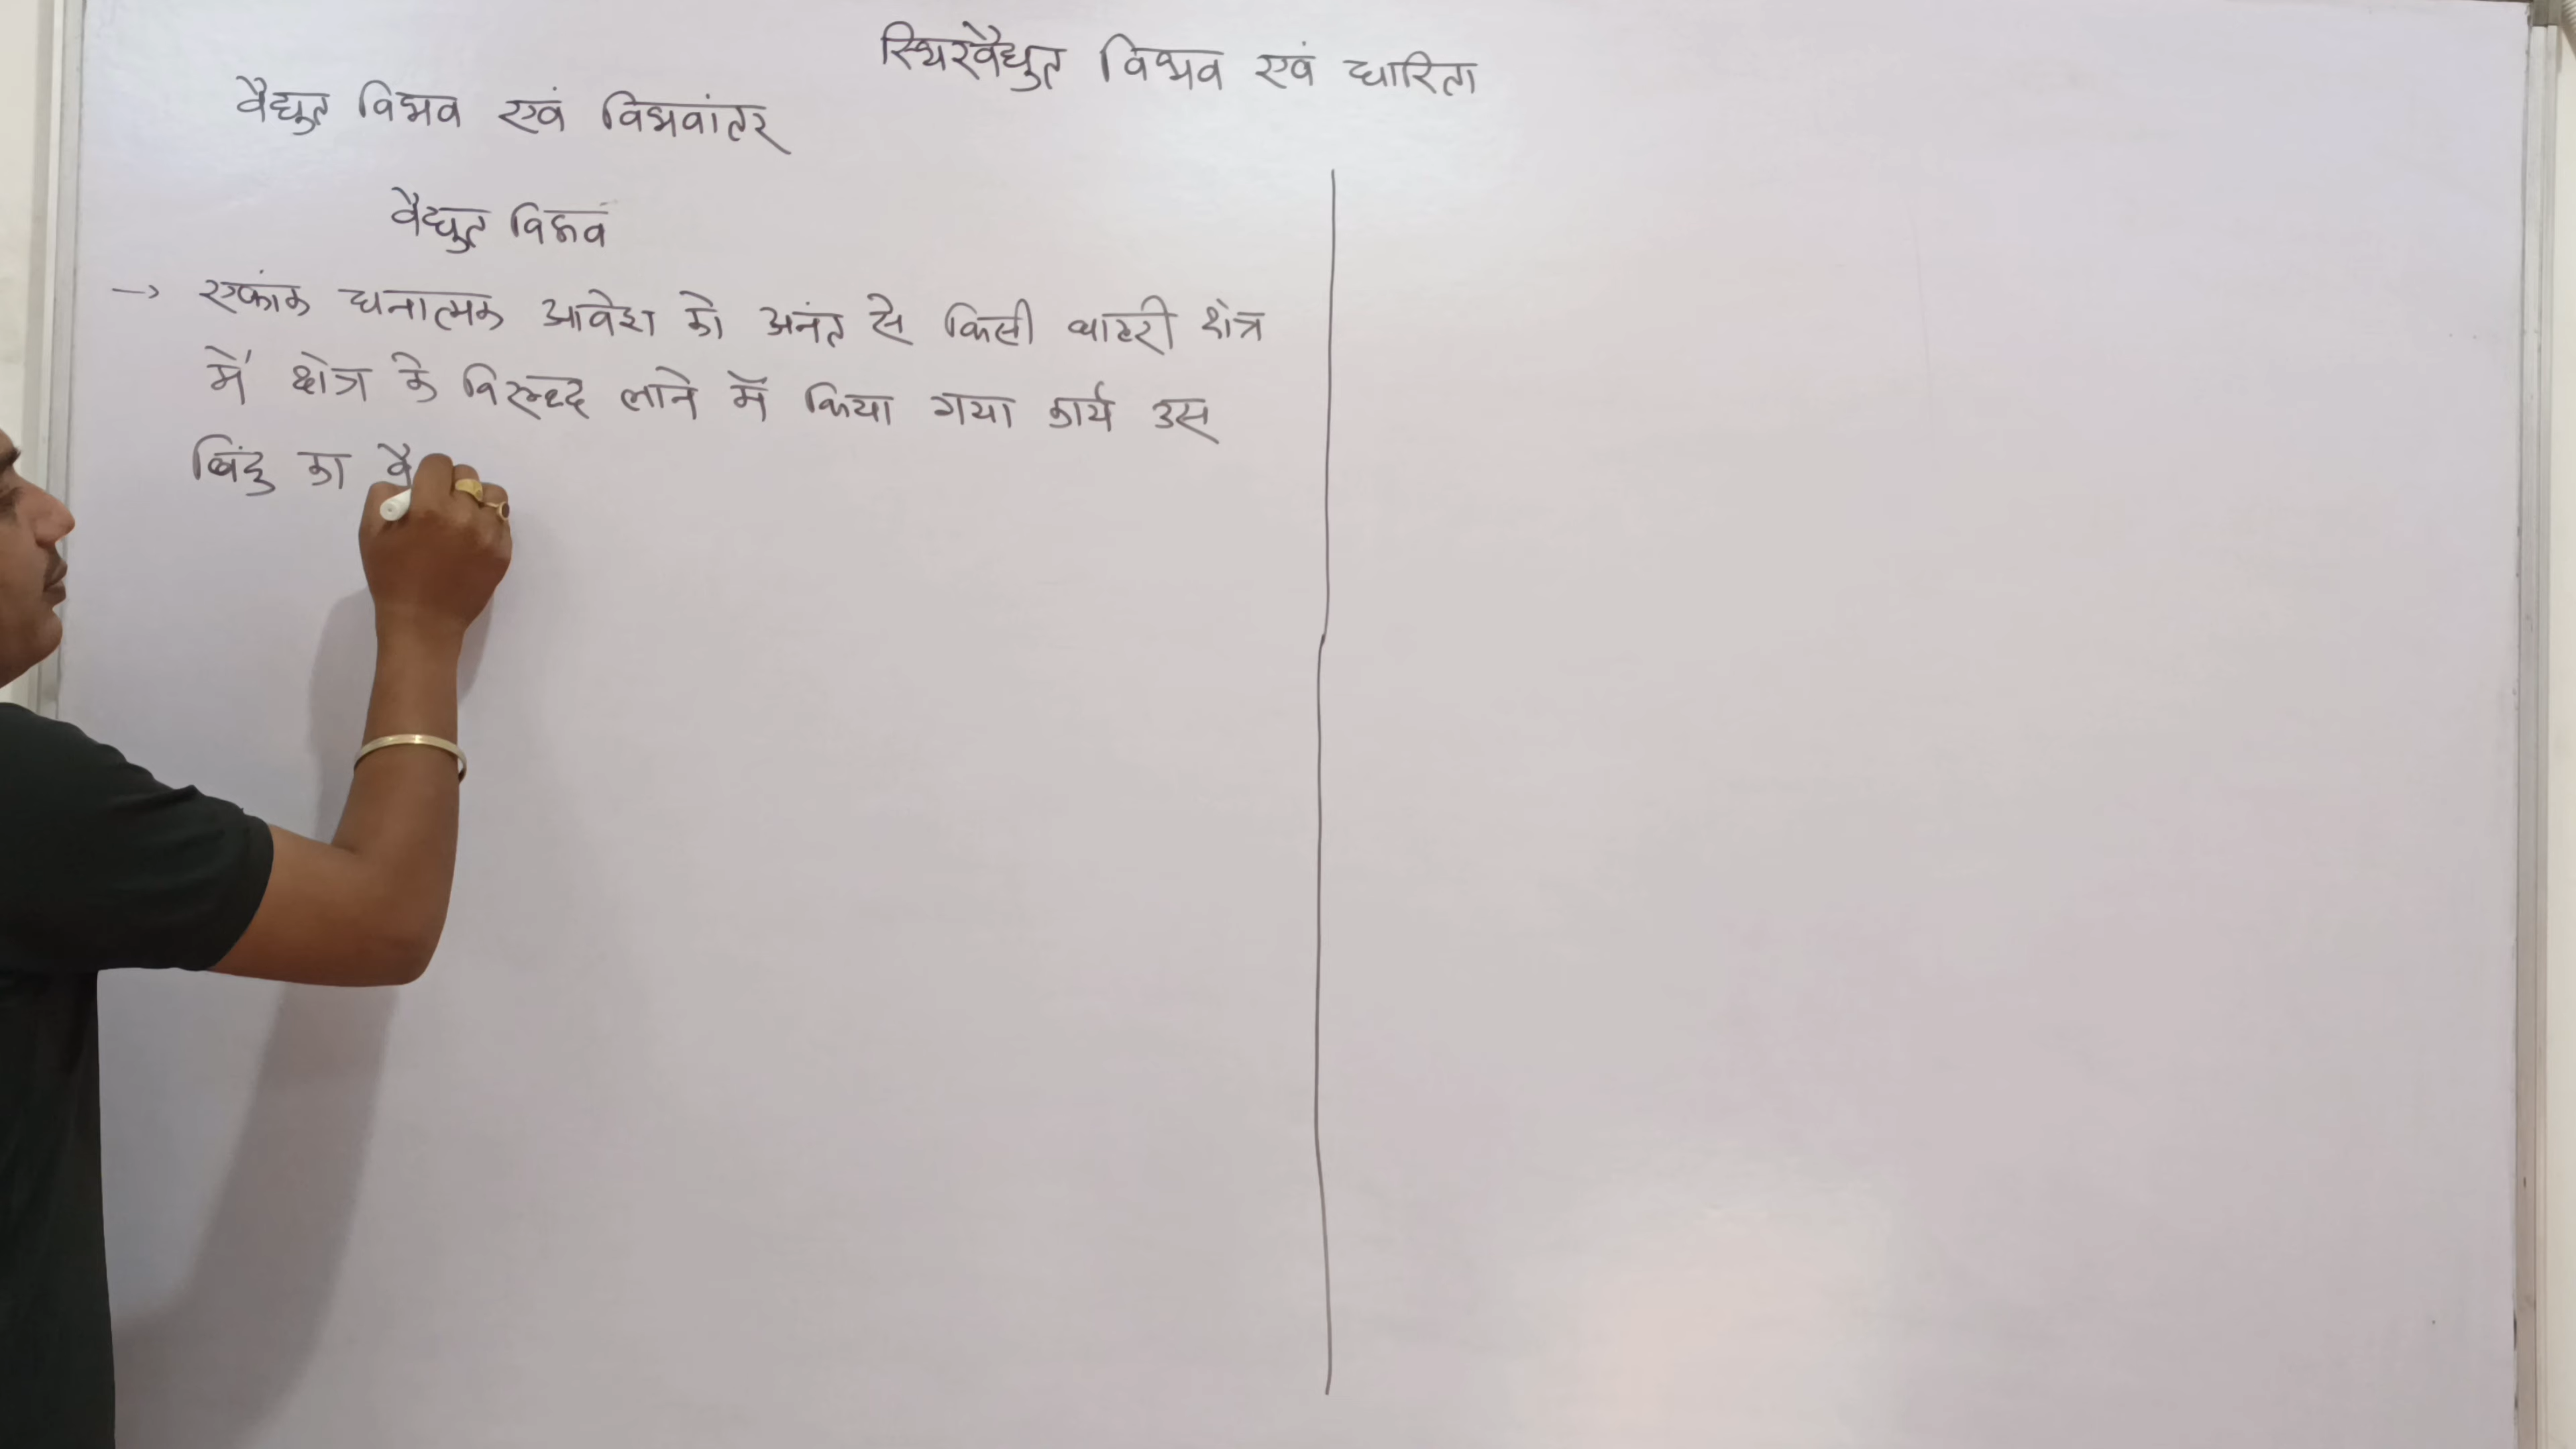 स्थिरवैद्युत विभव एवं धारिता
वैद्युत विभव एवं विभवांतर
वैद्युत विभव
→ एकांक धनात्मक आवेश को अनंत से किसी बाहरी क्षेत्र
में क्षेत्र के विरुद्ध लाने में किया गया कार्य उस
बिंदु का वै